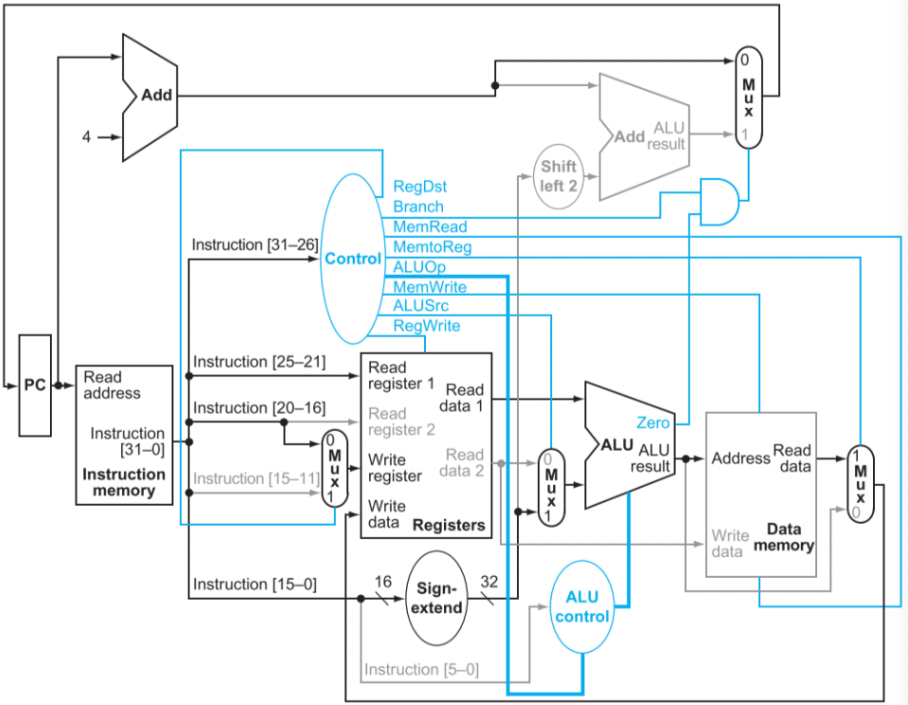 0
M
u
x
1
Add
4
Add
ALU
result
Shift
left 2
RegDst
Branch
MemRead
MemtoReg
ALUOp
MemWrite
ALUSrc
RegWrite
Instruction [31–26]
Control
PC
Read
address
Instruction
[31–0]
Instruction
memory
Instruction [25–21]
Instruction [20–16]
Instruction [15–11]
0
M
u
x
1
Read
register 1
Read
register 2
Write
register
Write
data
Read
data 1
Read
data 2
Registers
0
M
u
x
1
Zero
ALU
ALU
result
Address
Read
data
Write
data
Data
memory
1
M
u
x
0
Instruction [15–0]
16
Sign-
extend
32
ALU
control
Instruction [5–0]